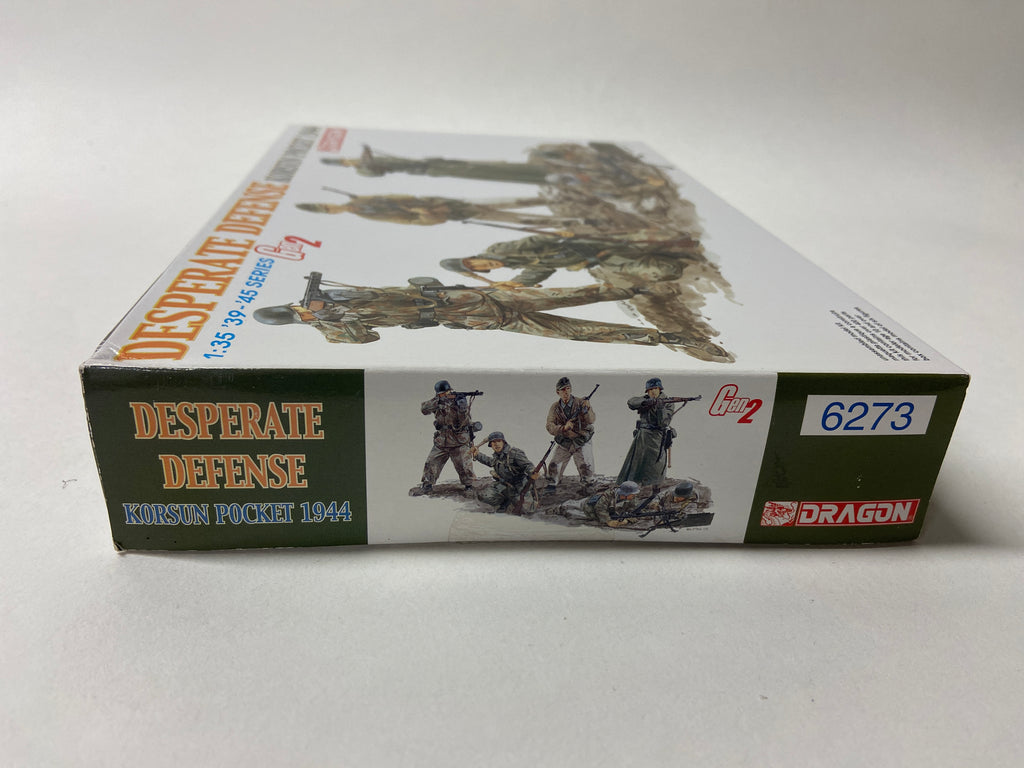 DESPERATE DEFENSE
1:35 '39-'45 SERIES Gen2
DESPERATE
DEFENSE
KORSUN POCKET 1944
Gen2
6273
DRAGON